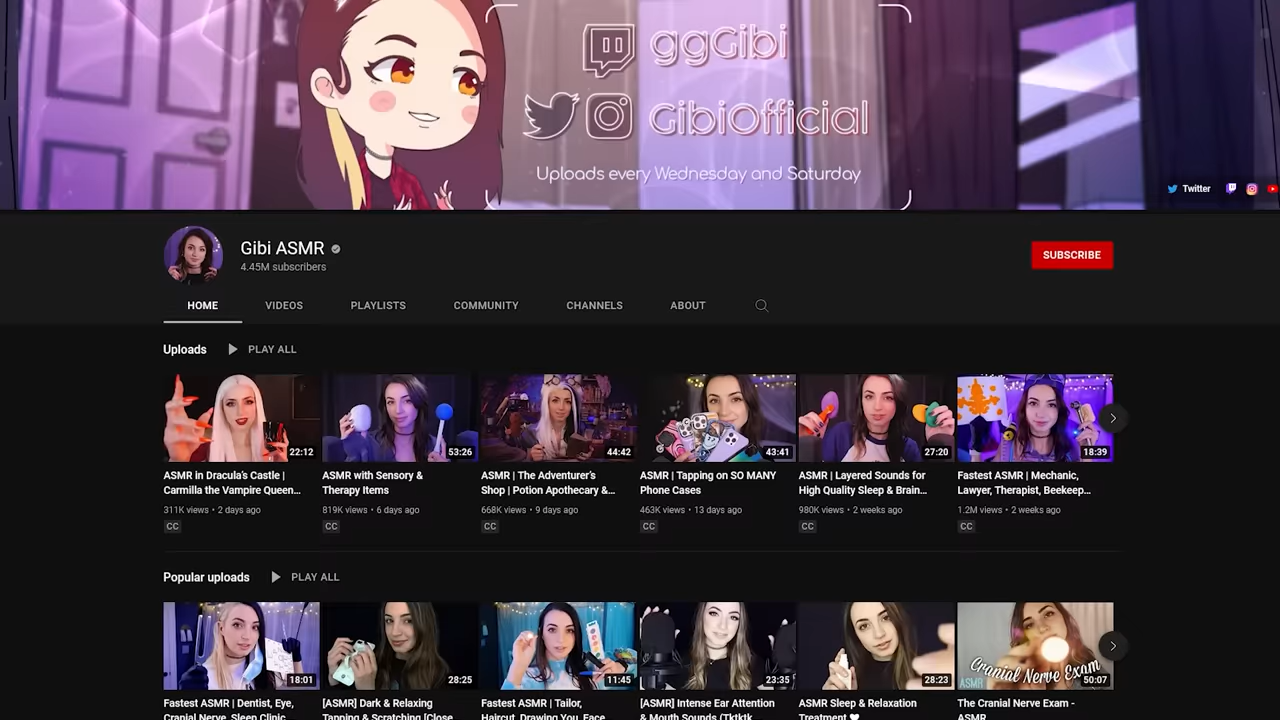 ggGibi
GibiOfficial
Uploads every Wednesday and Saturday
Twitter
Gibi ASMR
4.45M subscribers
SUBSCRIBE
HOME VIDEOS PLAYLISTS COMMUNITY CHANNELS ABOUT
Uploads PLAY ALL
22:12 53:26 44:42 43:41 27:20 18:39
ASMR in Dracula's Castle |
Carmilla the Vampire Queen...
311K views • 2 days ago
CC
ASMR with Sensory &
Therapy Items
819K views • 6 days ago
CC
ASMR | The Adventurer's
Shop | Potion Apothecary &...
668K views • 9 days ago
CC
ASMR | Tapping on SO MANY
Phone Cases
463K views • 13 days ago
CC
ASMR | Layered Sounds for
High Quality Sleep & Brain...
980K views • 2 weeks ago
CC
Fastest ASMR | Mechanic,
Lawyer, Therapist, Beekeep...
1.2M views • 2 weeks ago
CC
Popular uploads PLAY ALL
18:01 28:25 11:45 23:35 28:23 50:07
Cranial Nerve Exam
ASMR
Fastest ASMR | Dentist, Eye,
Cranial Nerve, Sleep Clinic,
[ASMR] Dark & Relaxing
Tapping & Scratching [Close
Fastest ASMR | Tailor,
Haircut, Drawing You, Face
[ASMR] Intense Ear Attention
& Mouth Sounds (Tktktk,
ASMR Sleep & Relaxation
Treatment ♥
The Cranial Nerve Exam -
ASMR